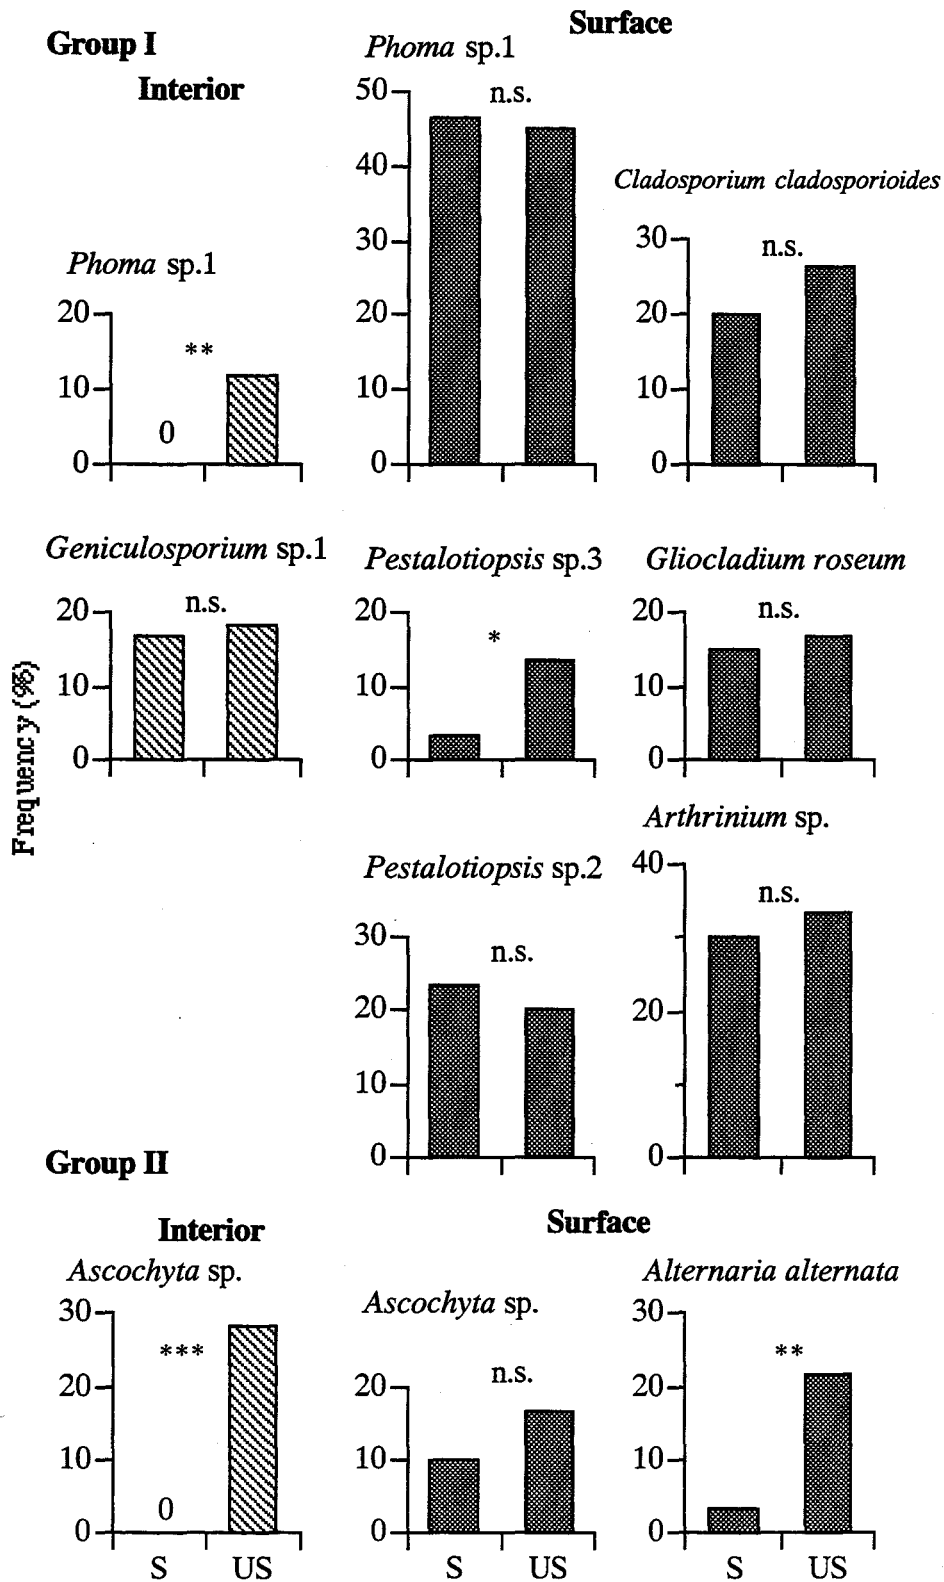 Group I
Interior
Surface
Phoma sp.1
20
10
0
**
0
Phoma sp.1
50
40
30
20
10
0
n.s.
Cladosporium cladosporioides
30
20
10
0
n.s.
Frequency (%)
Geniculosporium sp.1
20
10
0
n.s.
Pestalotiopsis sp.3
20
10
0
*
Gliocladium roseum
20
10
0
n.s.
Pestalotiopsis sp.2
30
20
10
0
n.s.
Arthrinium sp.
40
20
0
n.s.
Group II
Interior
Surface
Ascochyta sp.
30
20
10
0
***
0
S US
Ascochyta sp.
20
10
0
n.s.
S US
Alternaria alternata
30
20
10
0
**
S US